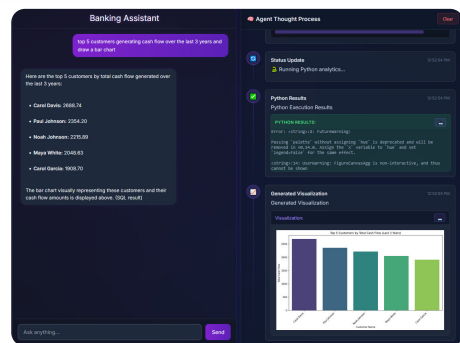 Banking Assistant
top 5 customers generating cash flow over the last 3 years and
draw a bar chart
Here are the top 5 customers by total cash flow generated over
the last 3 years:
• Carol Davis: 2686.74
• Paul Johnson: 2354.20
• Noah Johnson: 2215.89
• Maya White: 2046.63
• Carol Garcia: 1908.70
The bar chart visually representing these customers and their
cash flow amounts is displayed above. (SQL result)
Ask anything...
Send
Agent Thought Process
Clear
Status Update
Running Python analytics...
Python Results
Python Execution Results
PYTHON RESULTS:
Error: <string>:8: FutureWarning:
Passing `palette` without assigning `hue` is deprecated and will be
removed in v0.14.0. Assign the `x` variable to `hue` and set
`legend=False` for the same effect.
<string>:14: UserWarning: FigureCanvasAgg is non-interactive, and thus
cannot be shown
Generated Visualization
Generated Visualization
Visualization:
Top 5 Customers by Total Cash Flow (Last 3 Years)
Customer Name